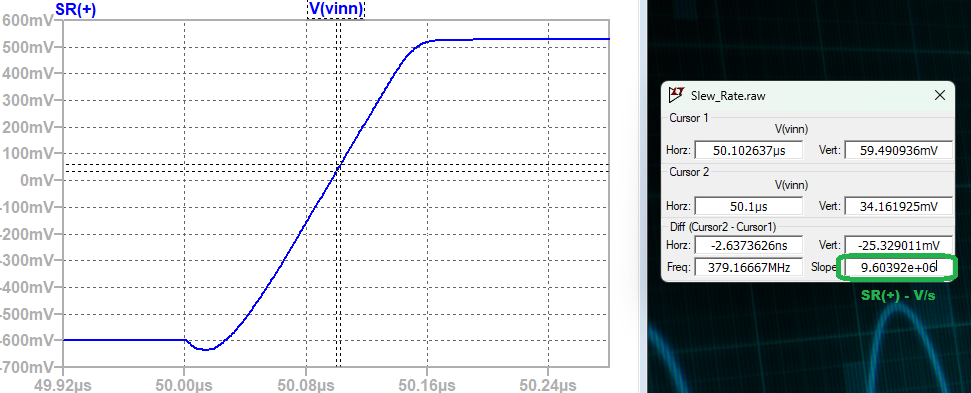 SR(+)
V(vinn)
600mV
500mV
400mV
300mV
200mV
100mV
0mV
-100mV
-200mV
-300mV
-400mV
-500mV
-600mV
-700mV
49.92µs
50.00µs
50.08µs
50.16µs
50.24µs
Slew_Rate.raw
Cursor 1
V(vinn)
Horz: 50.102637µs Vert: 59.490936mV
Cursor 2
V(vinn)
Horz: 50.1µs Vert: 34.161925mV
Diff (Cursor2 - Cursor1)
Horz: -2.6373626ns Vert: -25.329011mV
Freq: 379.16667MHz Slope: 9.60392e+06
SR(+) - V/s